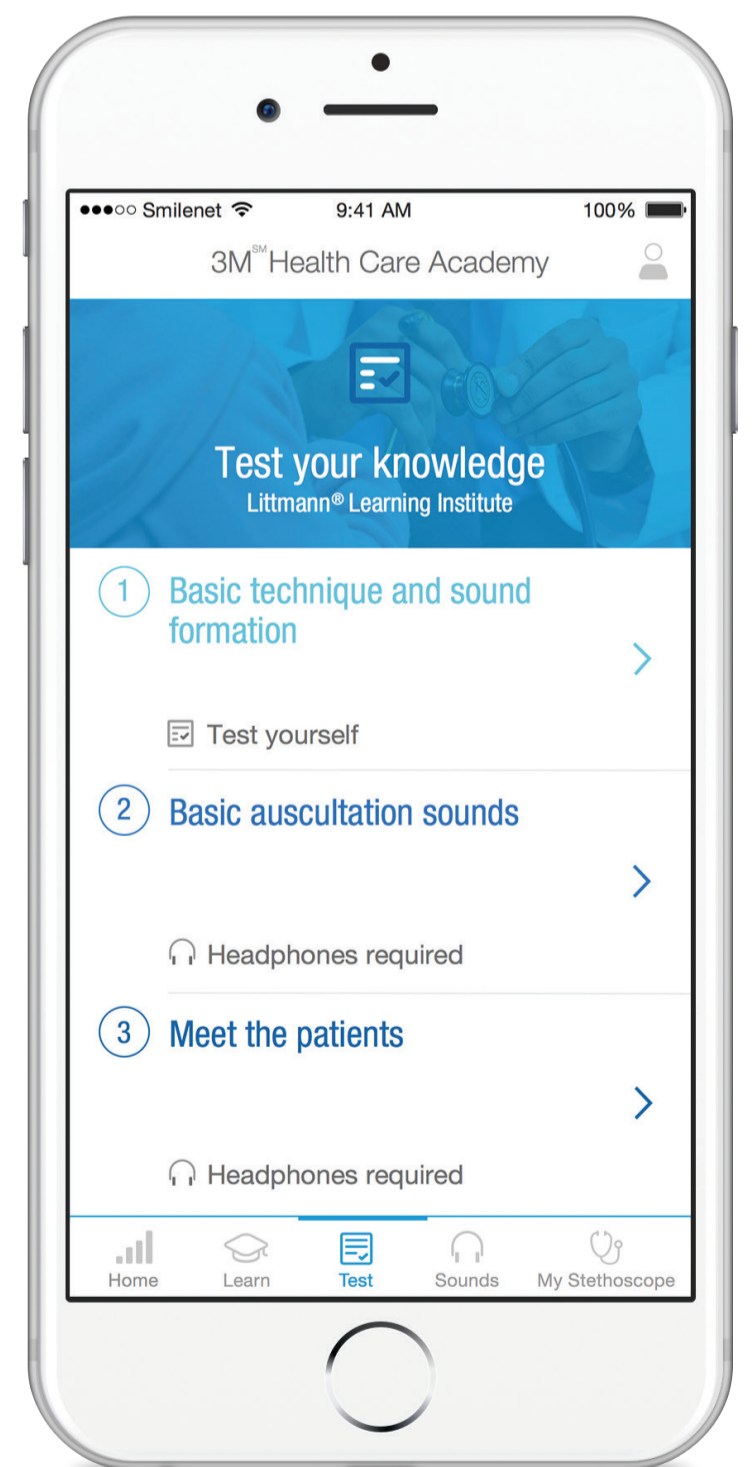 Smilenet 9:41 AM 100%
3M℠ Health Care Academy
Test your knowledge
Littmann® Learning Institute
1 Basic technique and sound
formation
Test yourself
2 Basic auscultation sounds
Headphones required
3 Meet the patients
Headphones required
Home Learn Test Sounds My Stethoscope